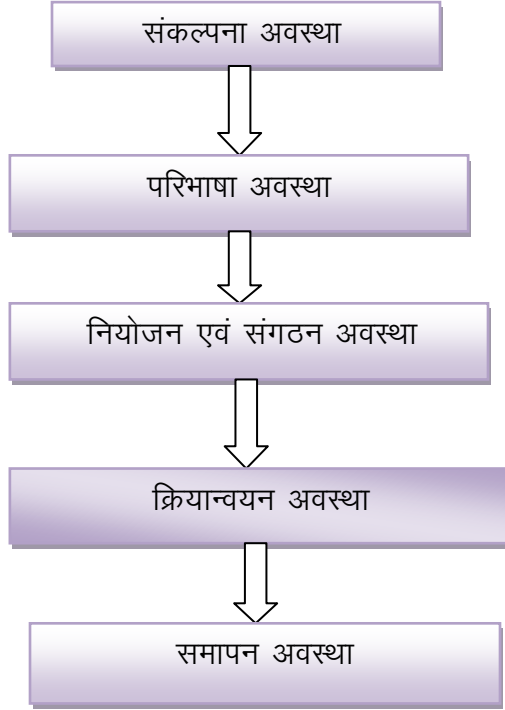 संकल्पना अवस्था
परिभाषा अवस्था
नियोजन एवं संगठन अवस्था
क्रियान्वयन अवस्था
समापन अवस्था